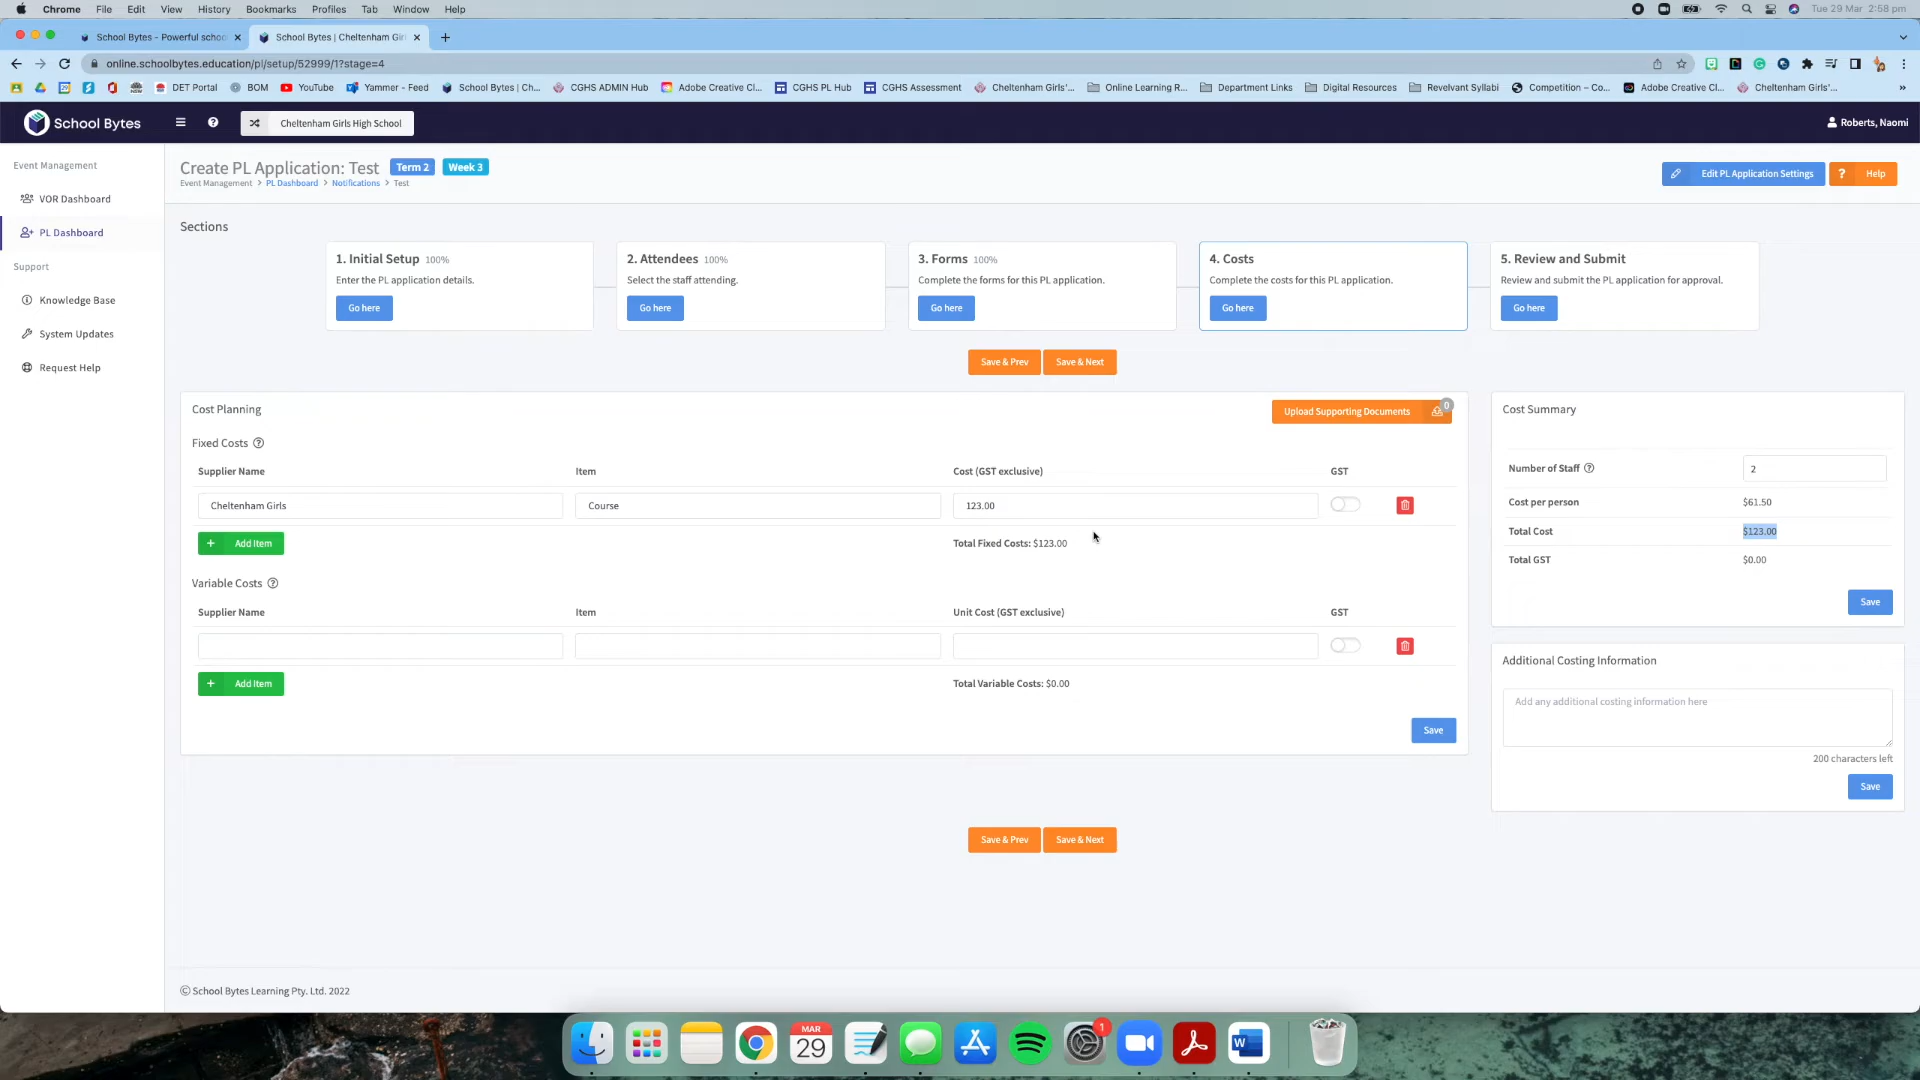 Chrome File Edit View History Bookmarks Profiles Tab Window Help
Tue 29 Mar 2:58 pm
School Bytes - Powerful schoo
School Bytes | Cheltenham Girl
online.schoolbytes.education/pl/setup/52999/1?stage=4
DET Portal BOM YouTube Yammer - Feed School Bytes | Ch... CGHS ADMIN Hub Adobe Creative Cl... CGHS PL Hub CGHS Assessment Cheltenham Girls'... Online Learning R... Department Links Digital Resources Revelvant Syllabi Competition – Co... Adobe Creative Cl... Cheltenham Girls'... »
School Bytes
Cheltenham Girls High School
Roberts, Naomi
Event Management
VOR Dashboard
PL Dashboard
Support
Knowledge Base
System Updates
Request Help
Create PL Application: Test Term 2 Week 3
Event Management > PL Dashboard > Notifications > Test
Edit PL Application Settings
? Help
Sections
1. Initial Setup 100%
Enter the PL application details.
Go here
2. Attendees 100%
Select the staff attending.
Go here
3. Forms 100%
Complete the forms for this PL application.
Go here
4. Costs
Complete the costs for this PL application.
Go here
5. Review and Submit
Review and submit the PL application for approval.
Go here
Save & Prev Save & Next
Cost Planning
Upload Supporting Documents 0
Fixed Costs ?
Supplier Name Item Cost (GST exclusive) GST
Cheltenham Girls Course 123.00
+ Add Item
Total Fixed Costs: $123.00
Variable Costs ?
Supplier Name Item Unit Cost (GST exclusive) GST
+ Add Item
Total Variable Costs: $0.00
Save
Cost Summary
Number of Staff ? 2
Cost per person $61.50
Total Cost $123.00
Total GST $0.00
Save
Additional Costing Information
Add any additional costing information here
200 characters left
Save
Save & Prev Save & Next
© School Bytes Learning Pty. Ltd. 2022
MAR
29
1
W